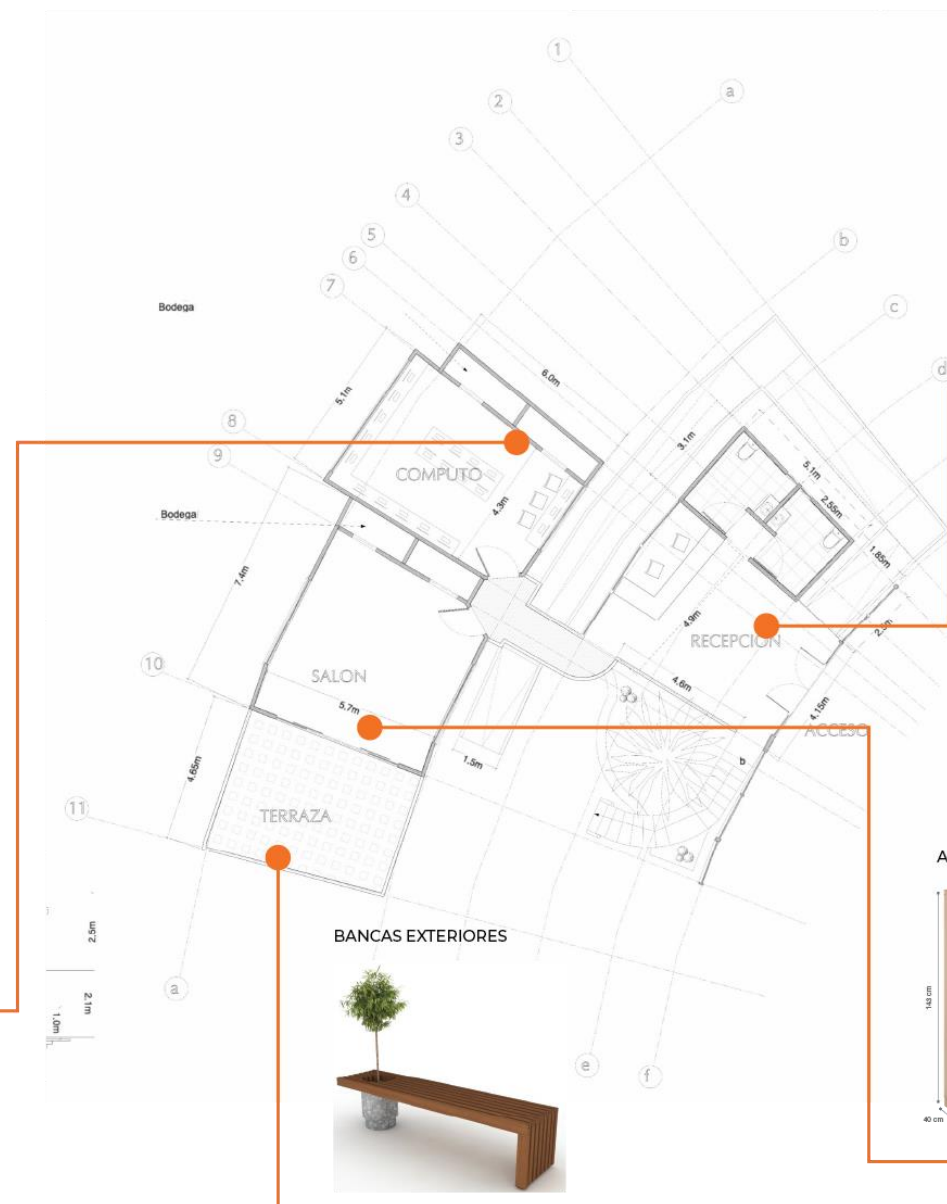 1
a
2
3
4
b
5
6
7
c
Bodega
d
6.0m
5.1m
8
3.1m
9
COMPUTO
5.1m
4.3m
2.55m
Bodega
1.85m
7.4m
4.9m
RECEPCION
10
SALON
4.6m
5.7m
4.15m
ACCESO
1.5m
b
4.65m
11
TERRAZA
A
2.5m
BANCAS EXTERIORES
a
2.1m
1.0m
143 cm
e
f
40 cm